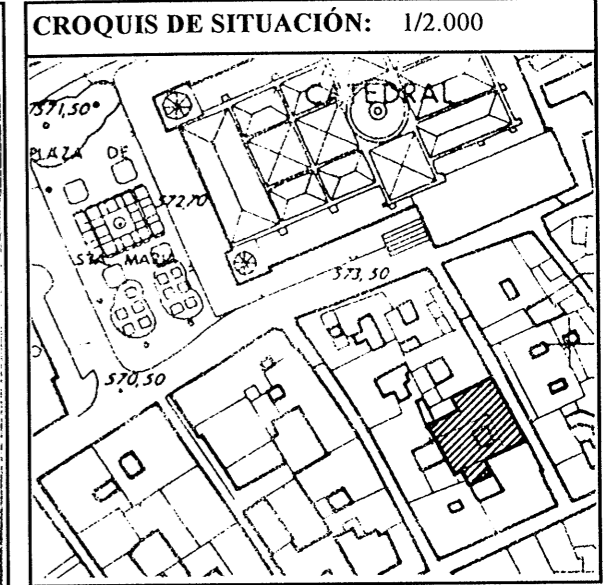 CROQUIS DE SITUACIÓN: 1/2.000
CATEDRAL
571,50
PLAZA DE
572,70
STA MARIA
573,50
570,50